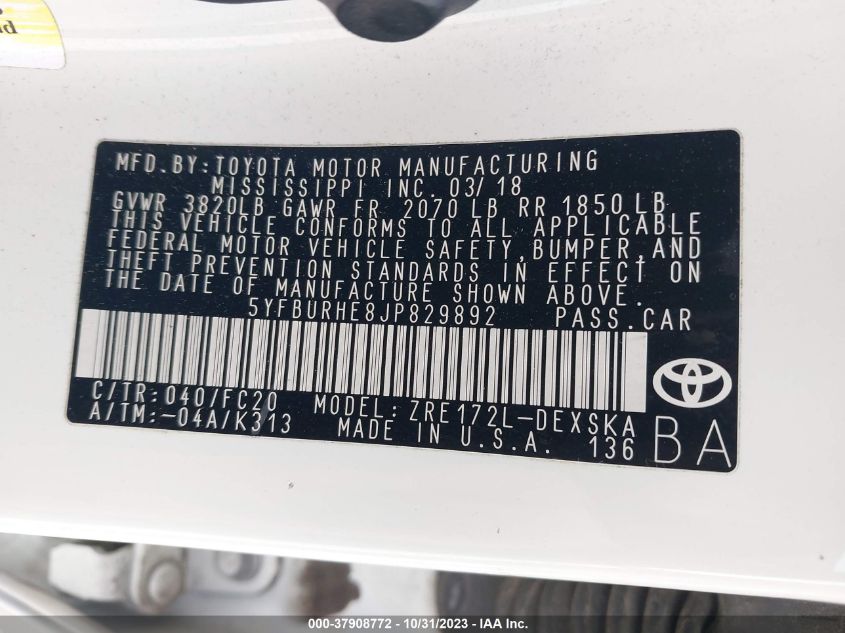 nd
MFD.BY:TOYOTA MOTOR MANUFACTURING
MISSISSIPPI INC. 03/18
GVWR 3820LB GAWR FR 2070 LB RR 1850 LB
THIS VEHICLE CONFORMS TO ALL APPLICABLE
FEDERAL MOTOR VEHICLE SAFETY,BUMPER,AND
THEFT PREVENTION STANDARDS IN EFFECT ON
THE DATE OF MANUFACTURE SHOWN ABOVE.
5YFBURHE8JP829892 PASS.CAR
C/TR:040/FC20 MODEL:ZRE172L-DEXSKA
A/TM:-04A/K313 MADE IN U.S.A. 136 BA
000-37908772 - 10/31/2023 - IAA Inc.